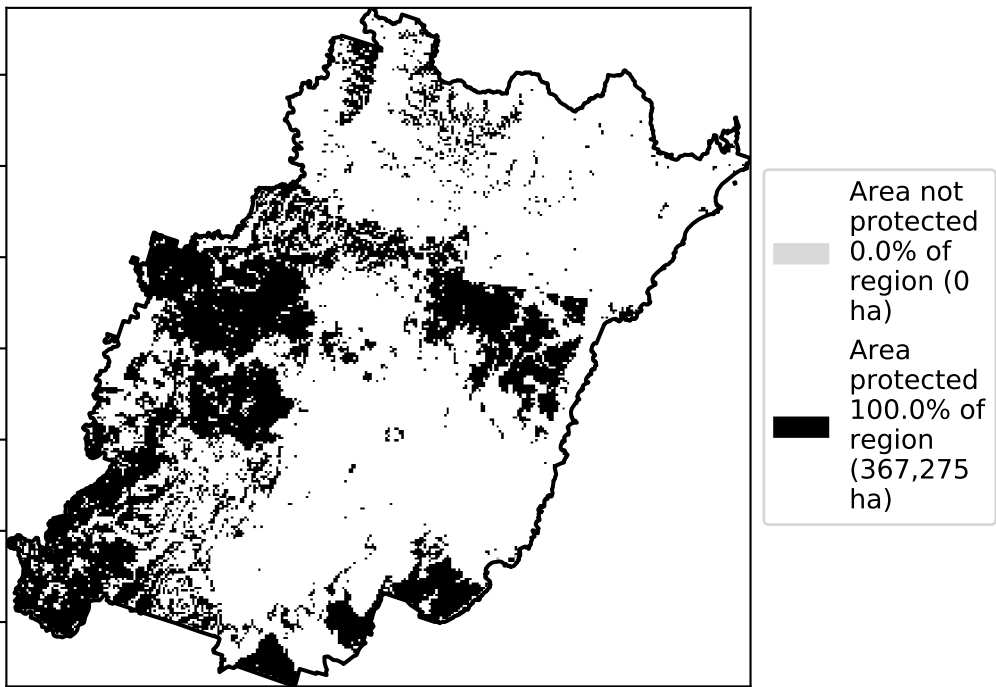 Area not
protected
0.0% of
region (0
ha)
Area
protected
100.0% of
region
(367,275
ha)